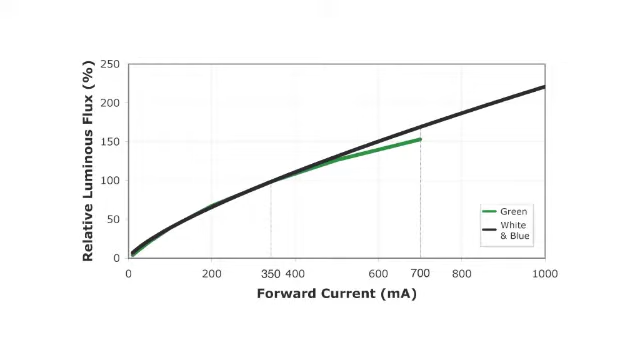 Relative Luminous Flux (%)
250
200
150
100
50
0
Green
White
& Blue
0 200 350 400 600 700 800 1000
Forward Current (mA)